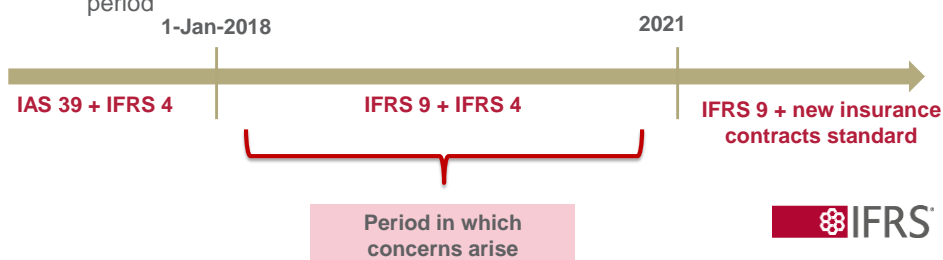 period
1-Jan-2018
2021
IAS 39 + IFRS 4
IFRS 9 + IFRS 4
IFRS 9 + new insurance
contracts standard
Period in which
concerns arise
IFRS